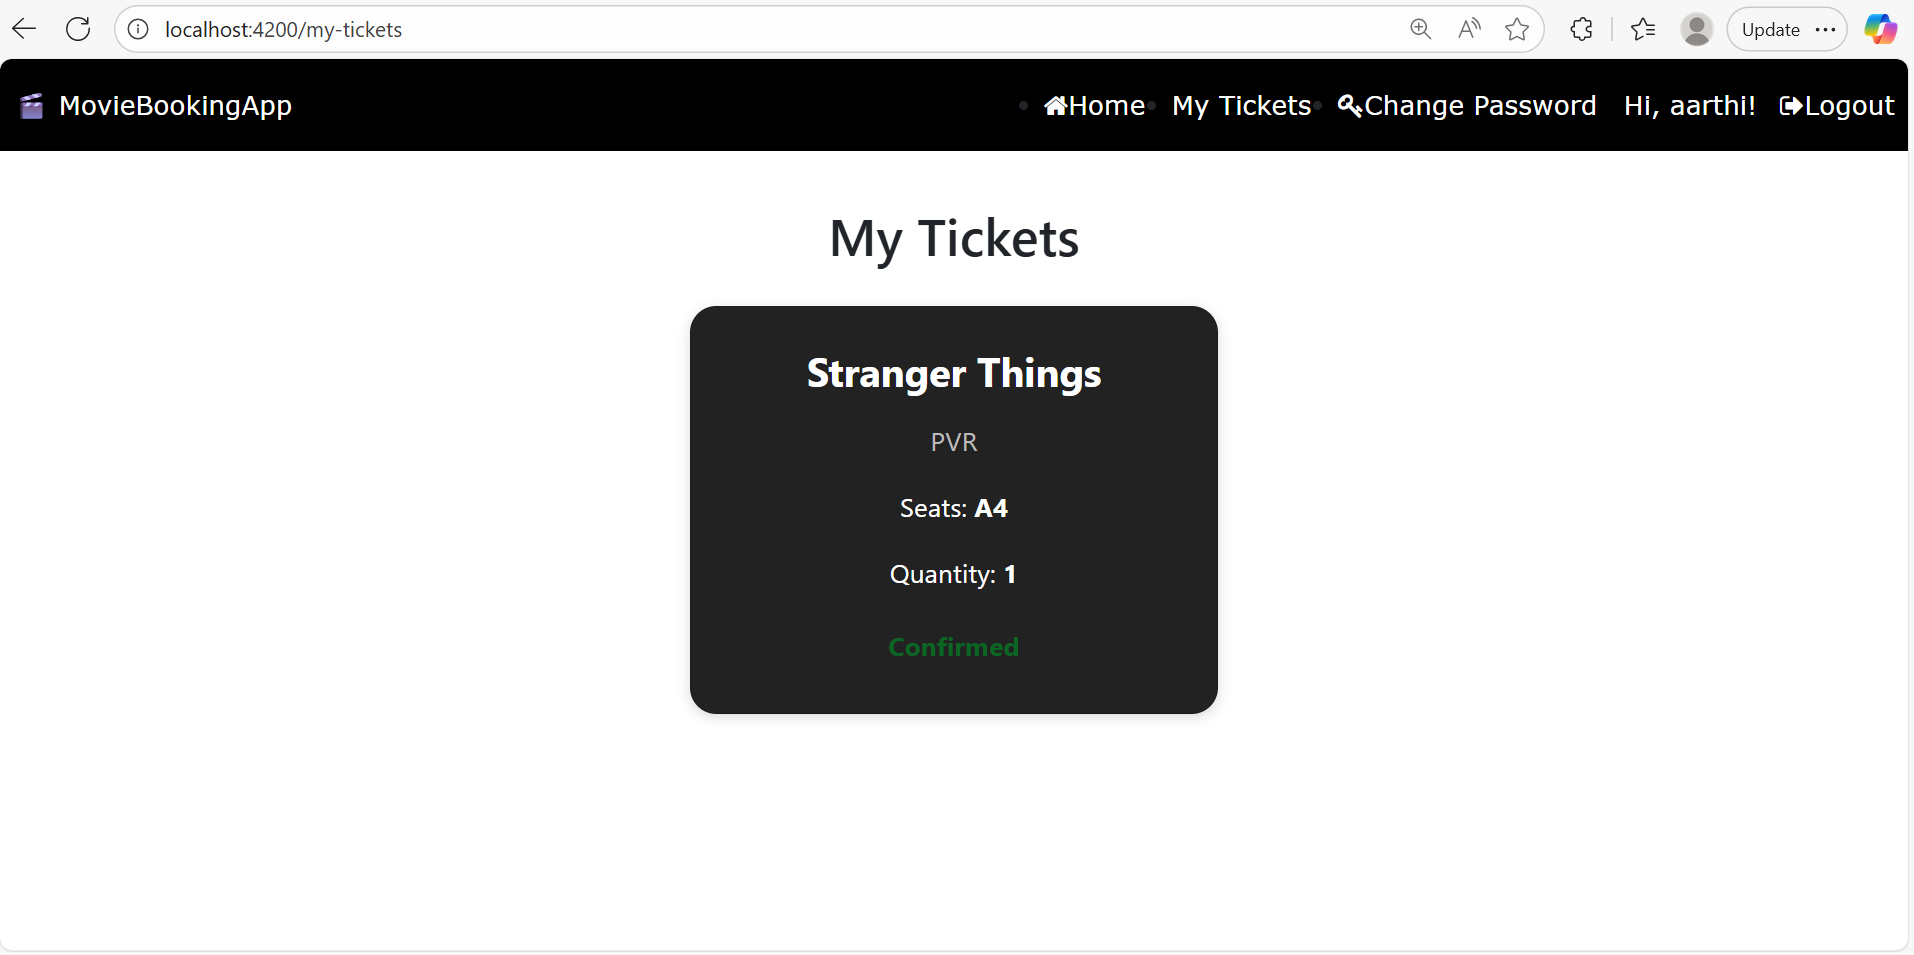 localhost:4200/my-tickets
Update
MovieBookingApp
Home
My Tickets
Change Password
Hi, aarthi!
Logout
My Tickets
Stranger Things
PVR
Seats: A4
Quantity: 1
Confirmed